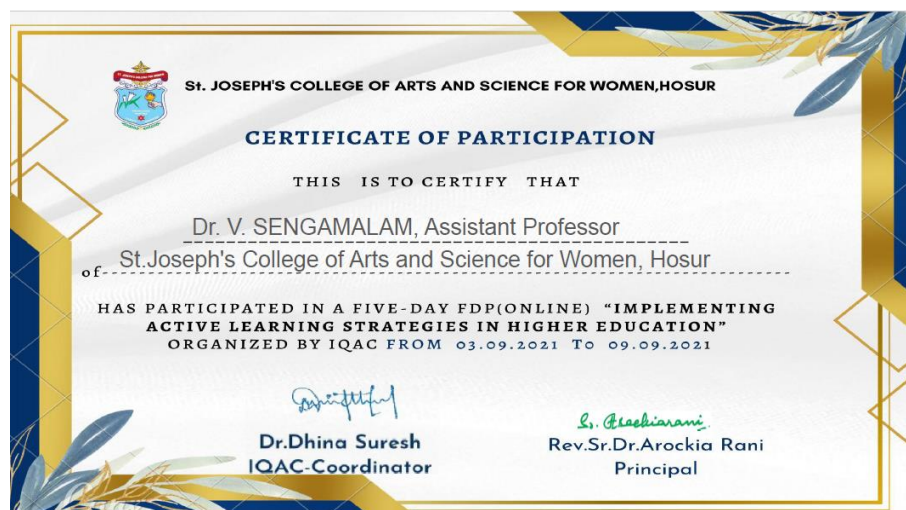 St. JOSEPH'S COLLEGE OF ARTS AND SCIENCE FOR WOMEN,HOSUR
CERTIFICATE OF PARTICIPATION
THIS IS TO CERTIFY THAT
Dr. V. SENGAMALAM, Assistant Professor
of St.Joseph's College of Arts and Science for Women, Hosur
HAS PARTICIPATED IN A FIVE-DAY FDP(ONLINE) “IMPLEMENTING
ACTIVE LEARNING STRATEGIES IN HIGHER EDUCATION”
ORGANIZED BY IQAC FROM 03.09.2021 TO 09.09.2021
Dr.Dhina Suresh
IQAC-Coordinator
Rev.Sr.Dr.Arockia Rani
Principal